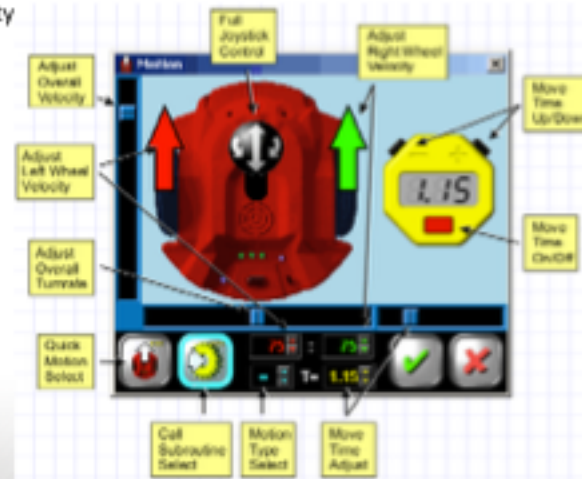 ty
Full
Joystick
Control
Adjust
Right Wheel
Velocity
Adjust
Overall
Velocity
Motion
Move
Time
Up/Down
Adjust
Left Wheel
Velocity
1.15
Move
Time
On/Off
Adjust
Overall
Turnrate
Quick
Motion
Select
75 : 75
T= 1.15
Call
Subroutine
Select
Motion
Type
Select
Move
Time
Adjust